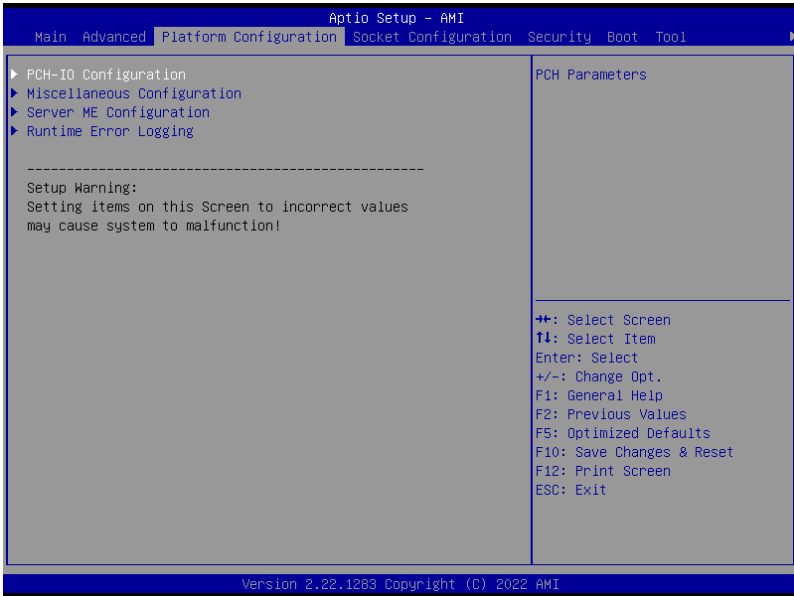 Aptio Setup – AMI
Main Advanced Platform Configuration Socket Configuration Security Boot Tool
PCH-IO Configuration
Miscellaneous Configuration
Server ME Configuration
Runtime Error Logging
--------------------------------------------------
Setup Warning:
Setting items on this Screen to incorrect values
may cause system to malfunction!
PCH Parameters
→←: Select Screen
↑↓: Select Item
Enter: Select
+/-: Change Opt.
F1: General Help
F2: Previous Values
F5: Optimized Defaults
F10: Save Changes & Reset
F12: Print Screen
ESC: Exit
Version 2.22.1283 Copyright (C) 2022 AMI